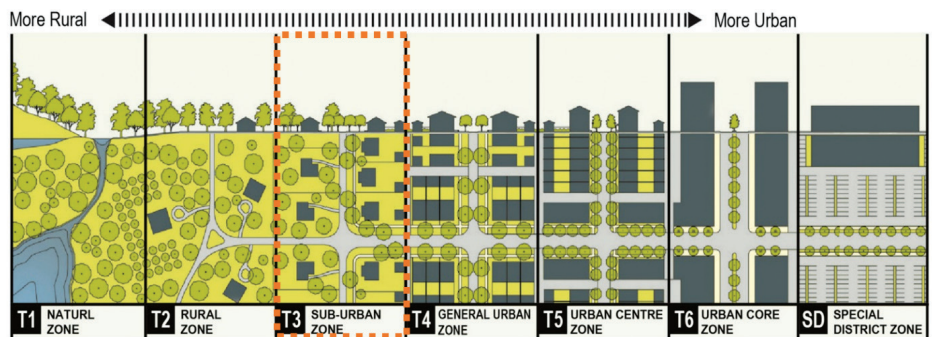 More Rural
More Urban
T1 NATURL
ZONE
T2 RURAL
ZONE
T3 SUB-URBAN
ZONE
T4 GENERAL URBAN
ZONE
T5 URBAN CENTRE
ZONE
T6 URBAN CORE
ZONE
SD SPECIAL
DISTRICT ZONE